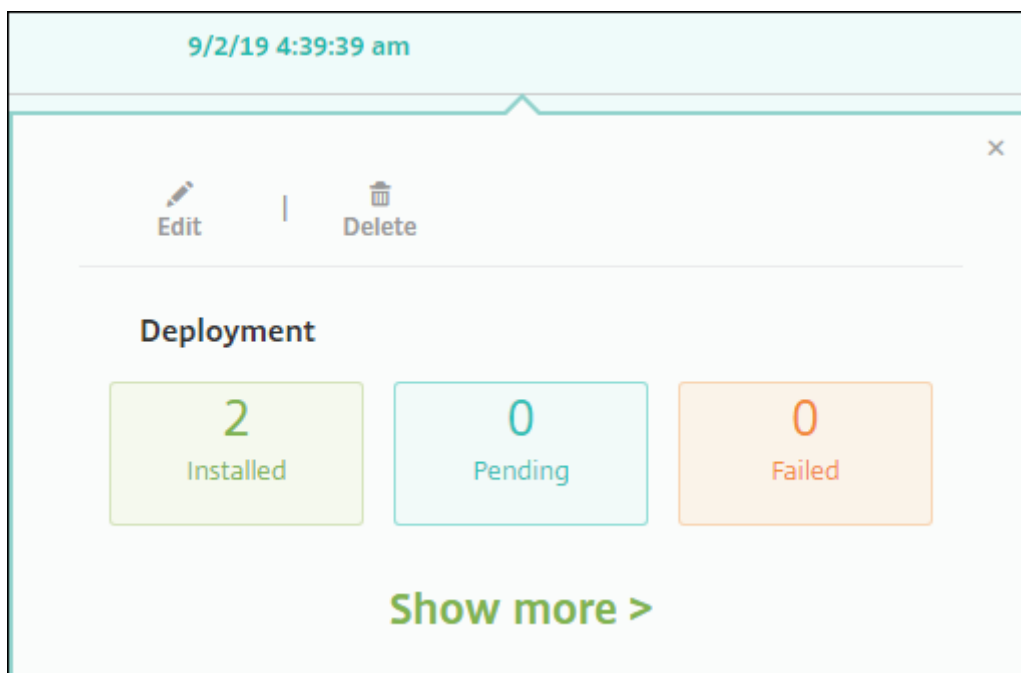 9/2/19 4:39:39 am
×
Edit | Delete
Deployment
2 0 0
Installed Pending Failed
Show more >